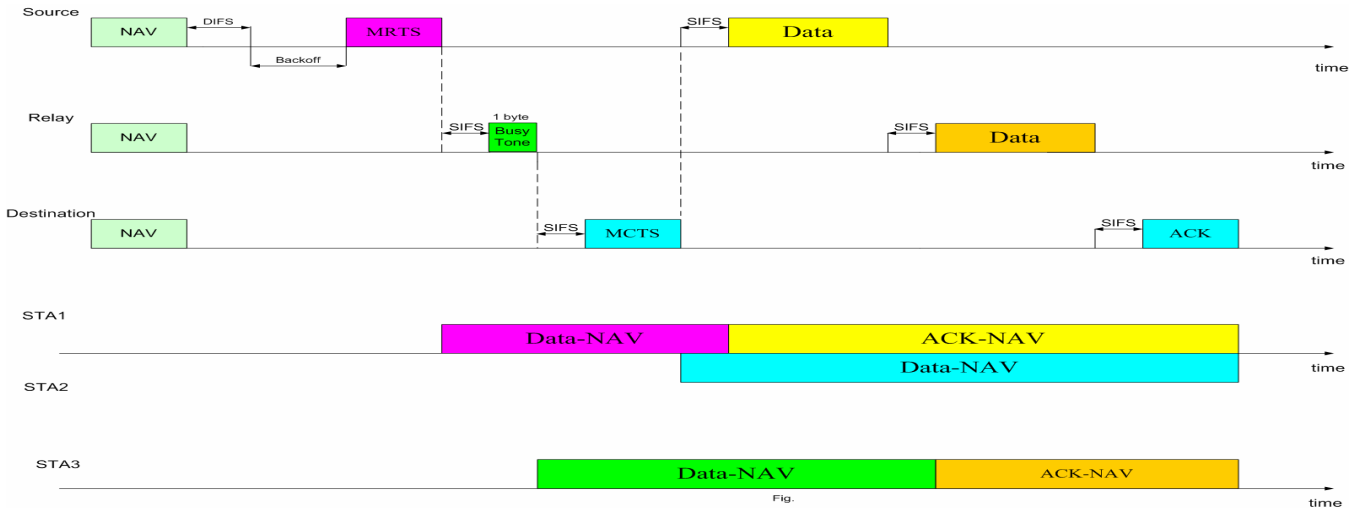 Source
NAV
DIFS
Backoff
MRTS
SIFS
Data
time
Relay
NAV
SIFS
1 byte
Busy
Tone
SIFS
Data
time
Destination
NAV
SIFS
MCTS
SIFS
ACK
time
STA1
Data-NAV
ACK-NAV
time
STA2
Data-NAV
STA3
Data-NAV
ACK-NAV
time
Fig.